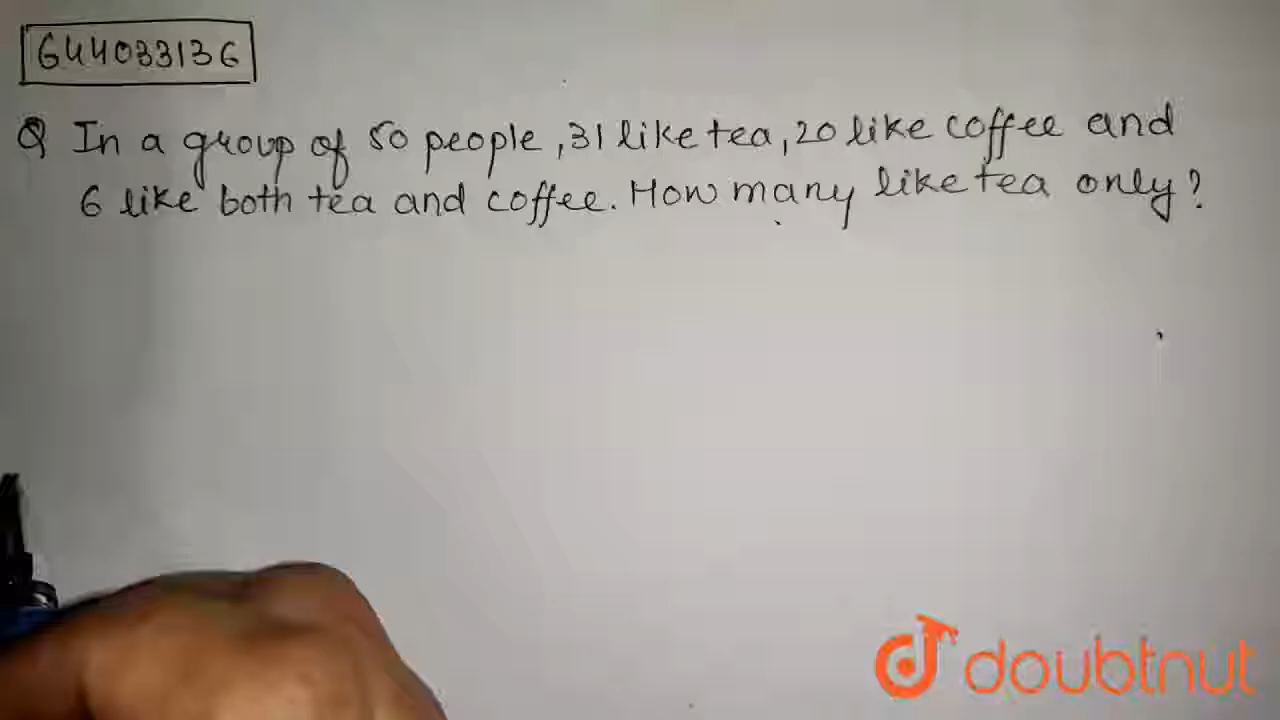 644033136
Q In a group of 50 people, 31 like tea, 20 like coffee and
6 like both tea and coffee. How many like tea only?
doubtnut